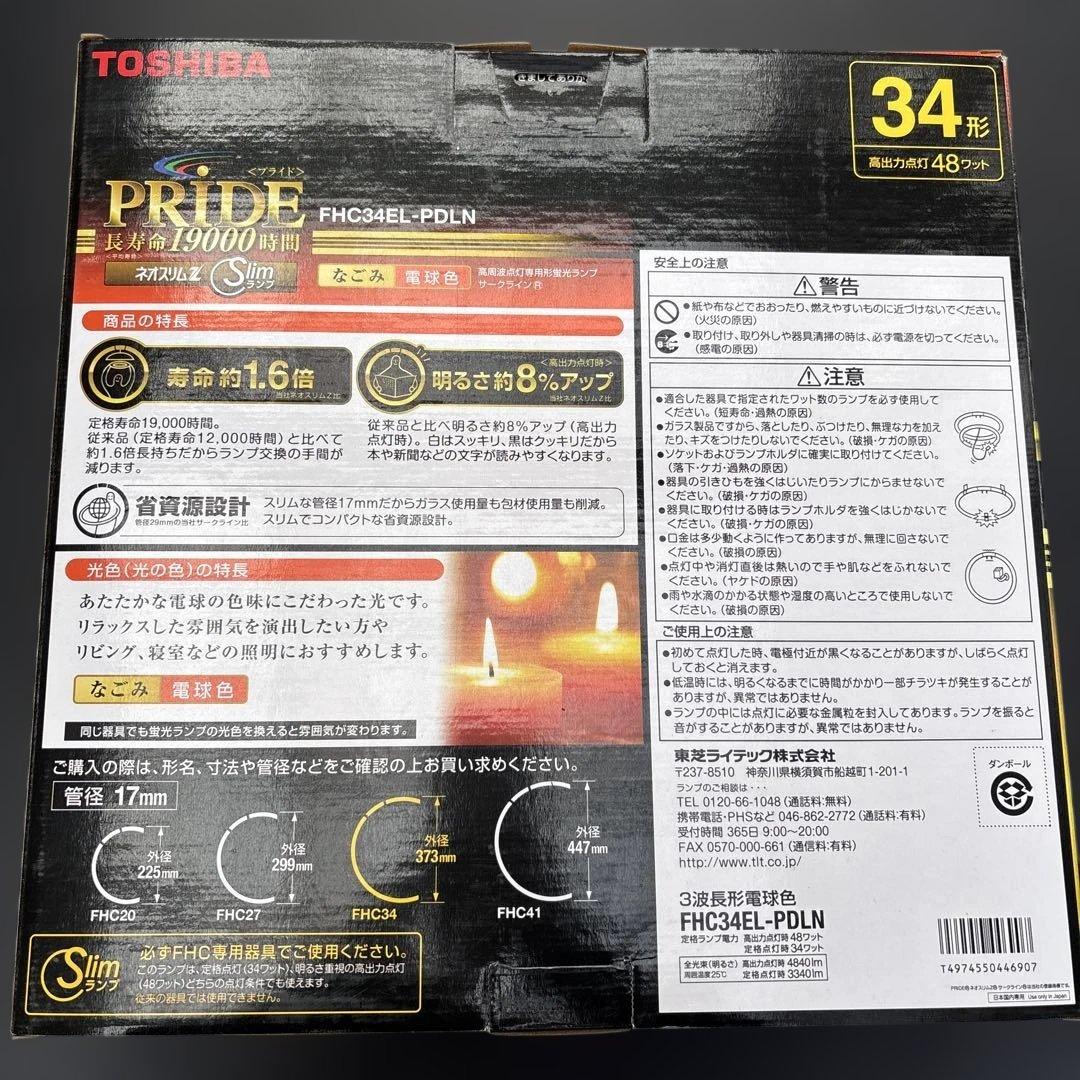 TOSHIBA
きましてありが
34形
高出力点灯48ワット
<プライド>
PRIDE
FHC34EL-PDLN
長寿命19000時間
<平均寿命>
ネオスリムZ
Slim
ランプ
なごみ 電球色
高周波点灯専用形蛍光ランプ
サークラインⓇ
商品の特長
寿命約1.6倍
当社ネオスリムZ比
<高出力点灯時>
明るさ約8%アップ
当社ネオスリムZ比
定格寿命19,000時間。
従来品(定格寿命12,000時間)と比べて
約1.6倍長持ちだからランプ交換の手間が
減ります。
従来品と比べ明るさ約8%アップ(高出力
点灯時)。白はスッキリ、黒はクッキリだから
本や新聞などの文字が読みやすくなります。
省資源設計
管径29mmの当社サークライン比
スリムな管径17mmだからガラス使用量も包材使用量も削減。
スリムでコンパクトな省資源設計。
光色(光の色)の特長
あたたかな電球の色味にこだわった光です。
リラックスした雰囲気を演出したい方や
リビング、寝室などの照明におすすめします。
なごみ 電球色
同じ器具でも蛍光ランプの光色を換えると雰囲気が変わります。
ご購入の際は、形名、寸法や管径などをご確認の上お買い求めください。
管径 17mm
外径
225mm
FHC20
外径
299mm
FHC27
外径
373mm
FHC34
外径
447mm
FHC41
Slim
ランプ
必ずFHC専用器具でご使用ください。
このランプは、定格点灯(34ワット)、明るさ重視の高出力点灯
(48ワット)どちらの点灯条件でも使えます。
従来の器具では使用できません。
安全上の注意
警告
●紙や布などでおおったり、燃えやすいものに近づけないでください。
(火災の原因)
●取り付け、取り外しや器具清掃の時は、必ず電源を切ってください。
(感電の原因)
注意
●適合した器具で指定されたワット数のランプを必ず使用して
ください。(短寿命・過熱の原因)
●ガラス製品ですから、落としたり、ぶつけたり、無理な力を加え
たり、キズをつけたりしないでください。(破損・ケガの原因)
●ソケットおよびランプホルダに確実に取り付けてください。
(落下・ケガ・過熱の原因)
●器具の引きひもを強くはじいたりランプにからませないで
ください。(破損・ケガの原因)
●器具に取り付ける時はランプホルダを強くはじかない
でください。(破損・ケガの原因)
●口金は多少動くように作ってありますが、無理に回さないで
ください。(破損の原因)
●点灯中や消灯直後は熱いので手や肌などをふれないで
ください。(ヤケドの原因)
●雨や水滴のかかる状態や湿度の高いところで使用しないで
ください。(破損の原因)
ご使用上の注意
●初めて点灯した時、電極付近が黒くなることがありますが、しばらく点灯
しておくと消えます。
●低温時には、明るくなるまでに時間がかかり一部チラツキが発生することが
ありますが、異常ではありません。
●ランプの中には点灯に必要な金属粒を封入してあります。ランプを振ると
音がすることがありますが、異常ではありません。
東芝ライテック株式会社
〒237-8510 神奈川県横須賀市船越町1-201-1
ランプのご相談は・・・
TEL 0120-66-1048 (通話料:無料)
携帯電話・PHSなど 046-862-2772 (通話料:有料)
受付時間 365日 9:00〜20:00
FAX 0570-000-661 (通信料:有料)
http://www.tlt.co.jp/
ダンボール
3波長形電球色
FHC34EL-PDLN
定格ランプ電力 高出力点灯時48ワット
定格点灯時34ワット
全光束(明るさ) 高出力点灯時 4840lm
周囲温度25℃ 定格点灯時 3340lm
T4974550446907
PRIDE®ネオスリムZ®サークライン®は当社の登録商標です。
日本国内専用 Use only in Japan